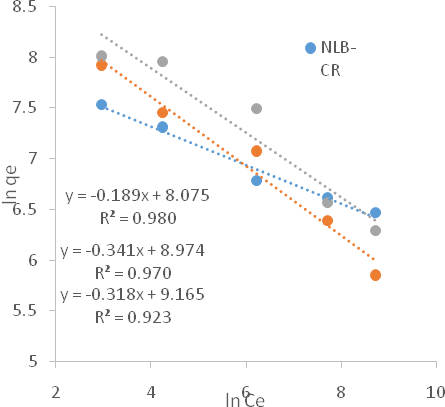 8.5
8
7.5
7
6.5
6
5.5
5
ln qe
NLB-
CR
y = -0.189x + 8.075
R² = 0.980
y = -0.341x + 8.974
R² = 0.970
y = -0.318x + 9.165
R² = 0.923
2 4 6 8 10
ln Ce